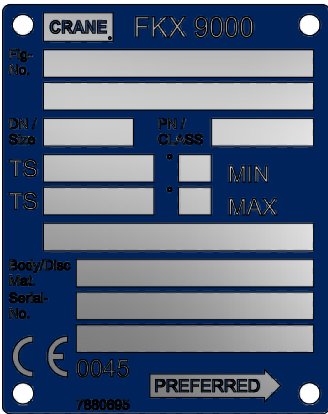 CRANE. FKX 9000
Fig-
No.
DN / PN /
Size CLASS
TS ° MIN
TS ° MAX
Body/Disc
Mat.
Serial-
No.
CE 0045
PREFERRED
7880695